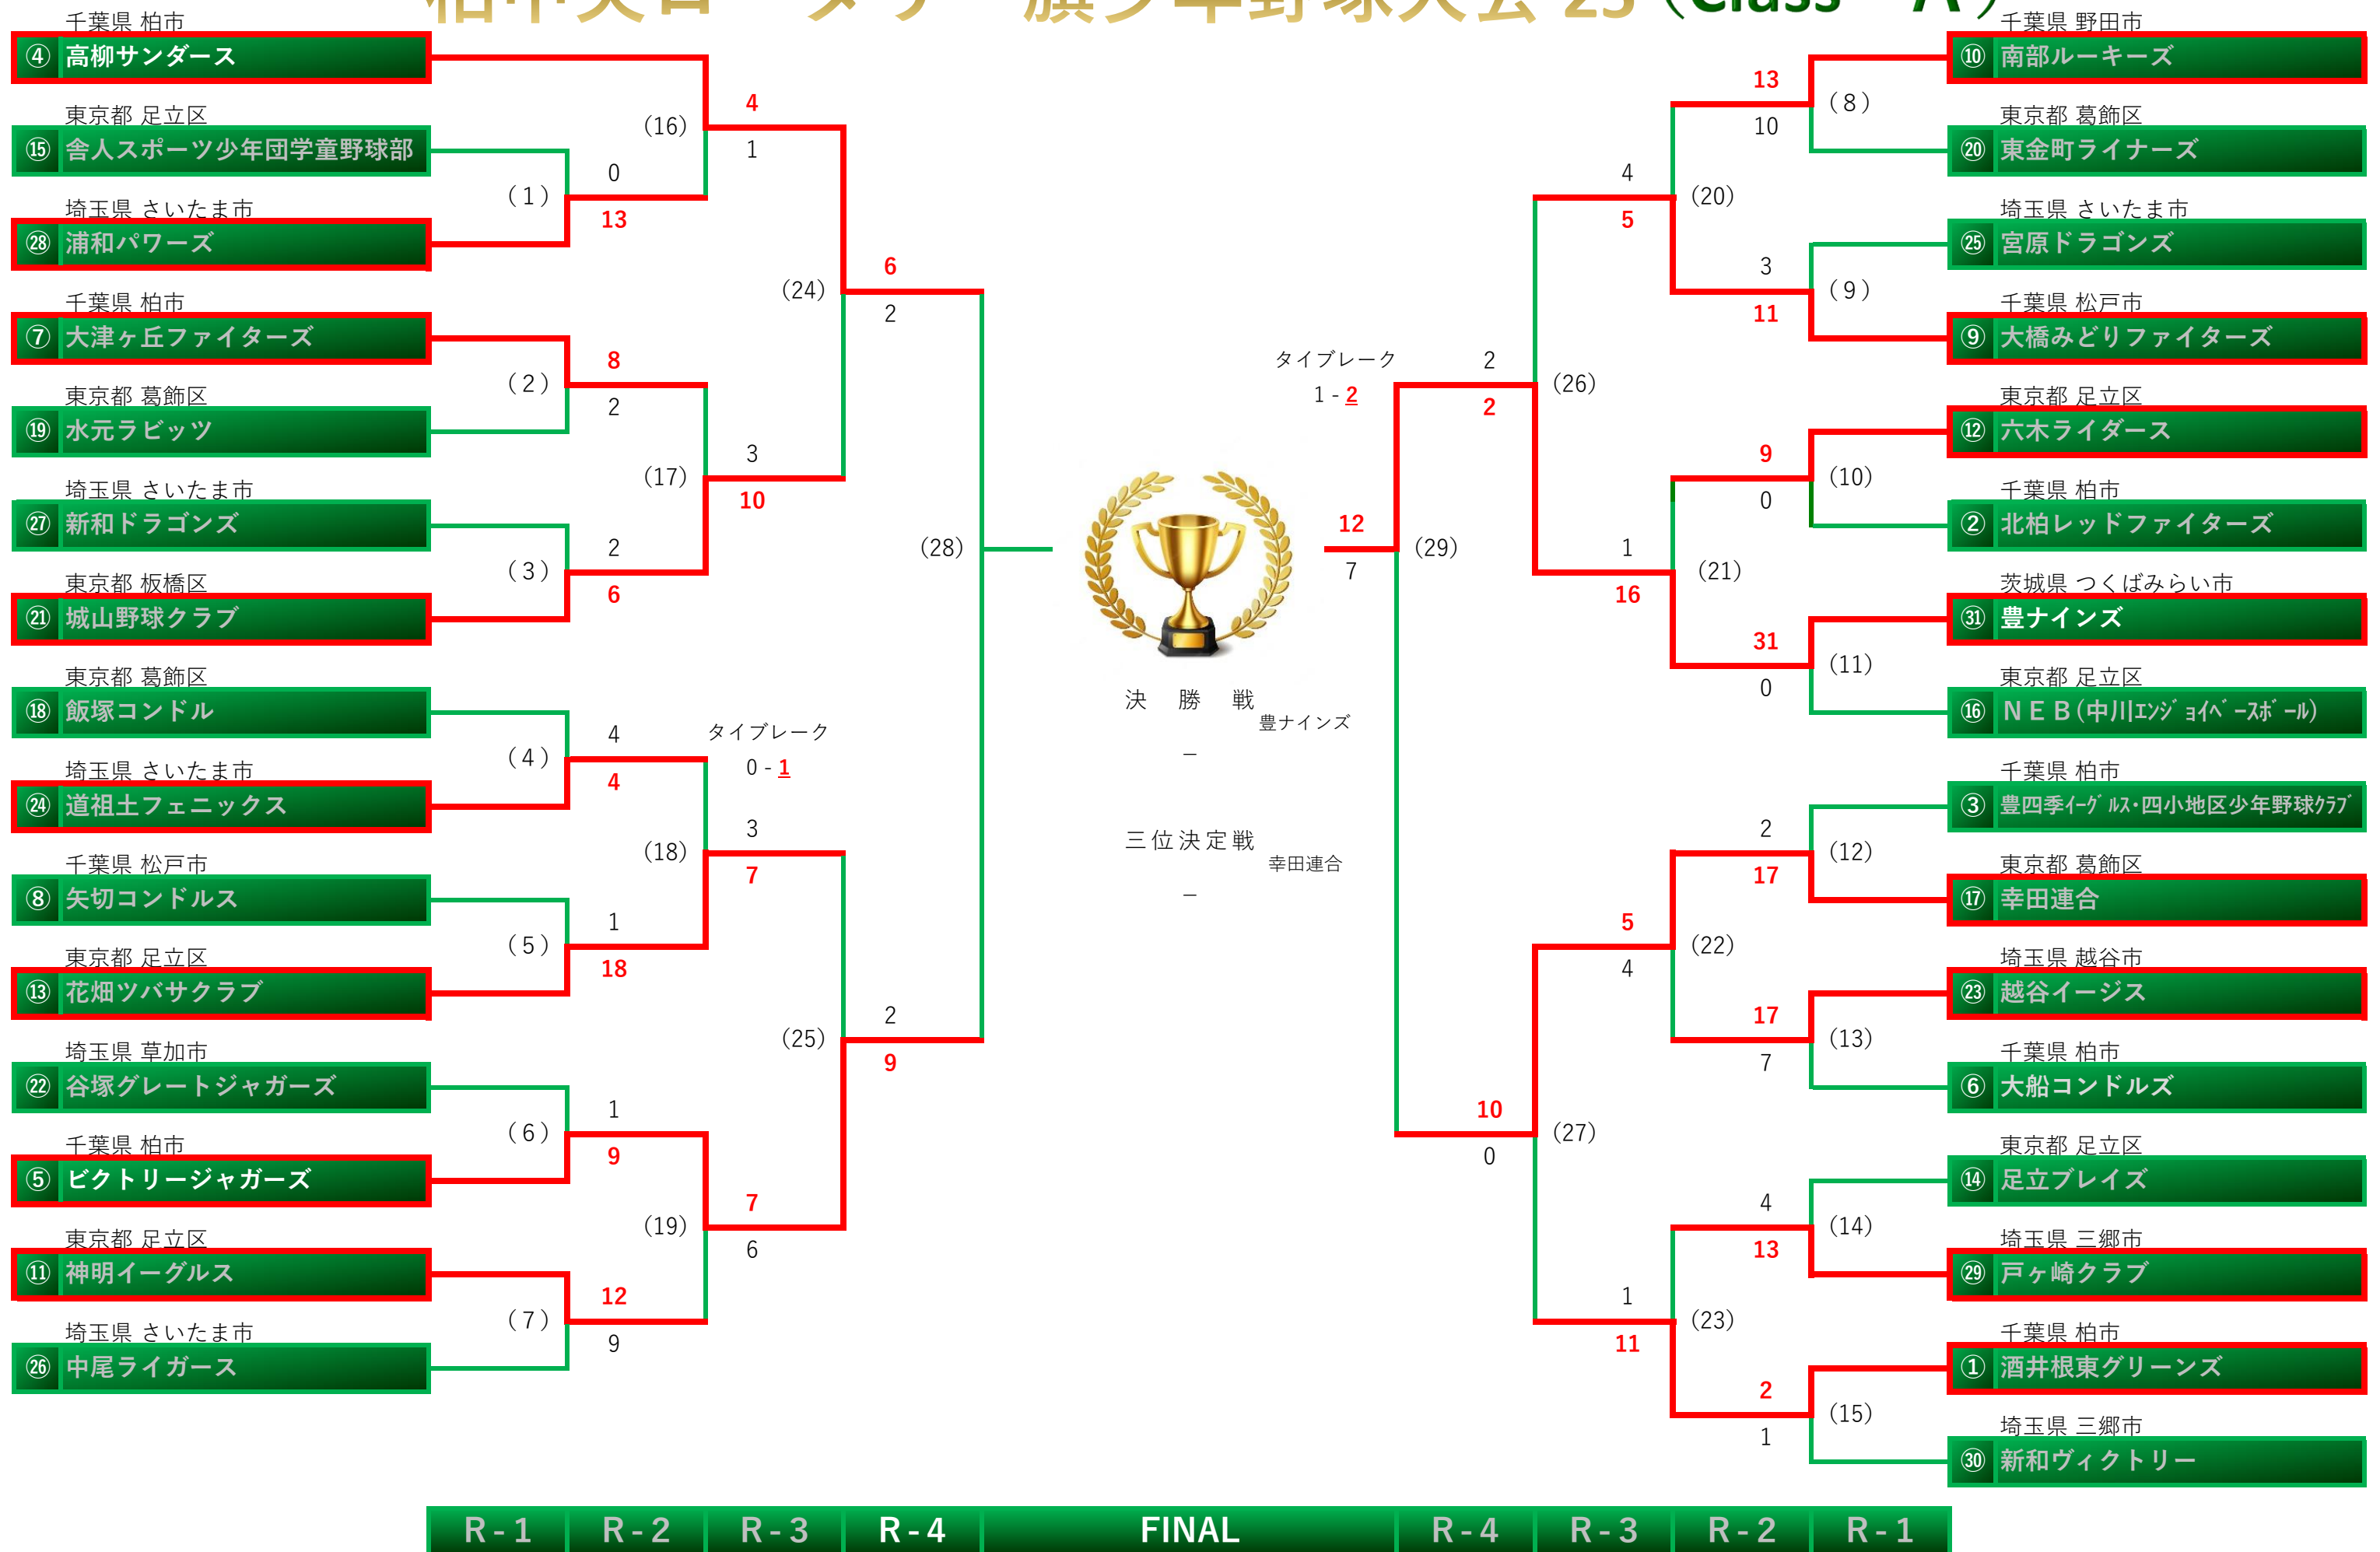 柏中央ロータリー旗少年野球大会 25 (Class "A")
千葉県 柏市
④ 高柳サンダース
東京都 足立区
⑮ 舎人スポーツ少年団学童野球部
埼玉県 さいたま市
㉘ 浦和パワーズ
千葉県 柏市
⑦ 大津ヶ丘ファイターズ
東京都 葛飾区
⑲ 水元ラビッツ
埼玉県 さいたま市
㉗ 新和ドラゴンズ
東京都 板橋区
㉑ 城山野球クラブ
東京都 葛飾区
⑱ 飯塚コンドル
埼玉県 さいたま市
㉔ 道祖土フェニックス
千葉県 松戸市
⑧ 矢切コンドルス
東京都 足立区
⑬ 花畑ツバサクラブ
埼玉県 草加市
㉒ 谷塚グレートジャガーズ
千葉県 柏市
⑤ ビクトリージャガーズ
東京都 足立区
⑪ 神明イーグルス
埼玉県 さいたま市
㉖ 中尾ライガース
(1)
0
13
(2)
8
2
(3)
2
6
(4)
4
4
(5)
1
18
(6)
1
9
(7)
12
9
(16)
4
1
(17)
3
10
タイブレーク
0 - 1
(18)
3
7
(19)
7
6
(24)
6
2
(25)
2
9
(28)
決 勝 戦
豊ナインズ
–
三位決定戦
幸田連合
–
12
7
(29)
タイブレーク
1 - 2
2
2
(26)
10
0
(27)
4
5
(20)
1
16
(21)
5
4
(22)
1
11
(23)
13
10
(8)
3
11
(9)
9
0
(10)
31
0
(11)
2
17
(12)
17
7
(13)
4
13
(14)
2
1
(15)
千葉県 野田市
⑩ 南部ルーキーズ
東京都 葛飾区
⑳ 東金町ライナーズ
埼玉県 さいたま市
㉕ 宮原ドラゴンズ
千葉県 松戸市
⑨ 大橋みどりファイターズ
東京都 足立区
⑫ 六木ライダース
千葉県 柏市
② 北柏レッドファイターズ
茨城県 つくばみらい市
㉛ 豊ナインズ
東京都 足立区
⑯ ＮＥＢ(中川ｴﾝｼﾞｮｲﾍﾞｰｽﾎﾞｰﾙ)
千葉県 柏市
③ 豊四季ｲｰｸﾞﾙｽ･四小地区少年野球ｸﾗﾌﾞ
東京都 葛飾区
⑰ 幸田連合
埼玉県 越谷市
㉓ 越谷イージス
千葉県 柏市
⑥ 大船コンドルズ
東京都 足立区
⑭ 足立ブレイズ
埼玉県 三郷市
㉙ 戸ヶ崎クラブ
千葉県 柏市
① 酒井根東グリーンズ
埼玉県 三郷市
㉚ 新和ヴィクトリー
R-1 R-2 R-3 R-4 FINAL R-4 R-3 R-2 R-1